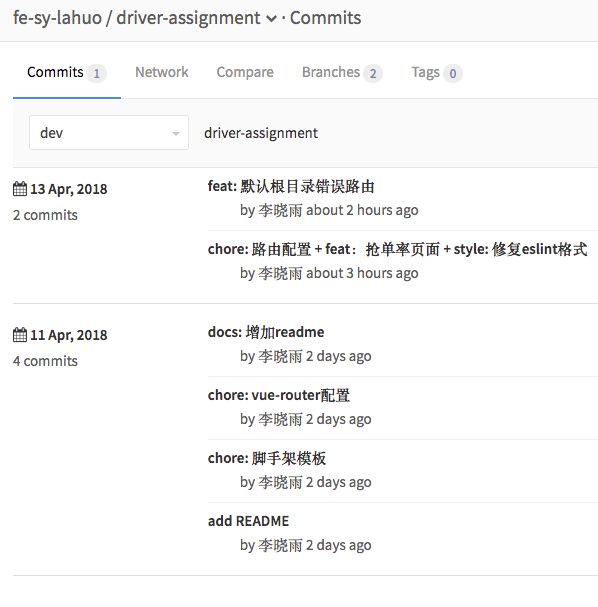 fe-sy-lahuo / driver-assignment · Commits
Commits 1 Network Compare Branches 2 Tags 0
dev driver-assignment
13 Apr, 2018
2 commits
feat: 默认根目录错误路由
by 李晓雨 about 2 hours ago
chore: 路由配置 + feat：抢单率页面 + style: 修复eslint格式
by 李晓雨 about 3 hours ago
11 Apr, 2018
4 commits
docs: 增加readme
by 李晓雨 2 days ago
chore: vue-router配置
by 李晓雨 2 days ago
chore: 脚手架模板
by 李晓雨 2 days ago
add README
by 李晓雨 2 days ago